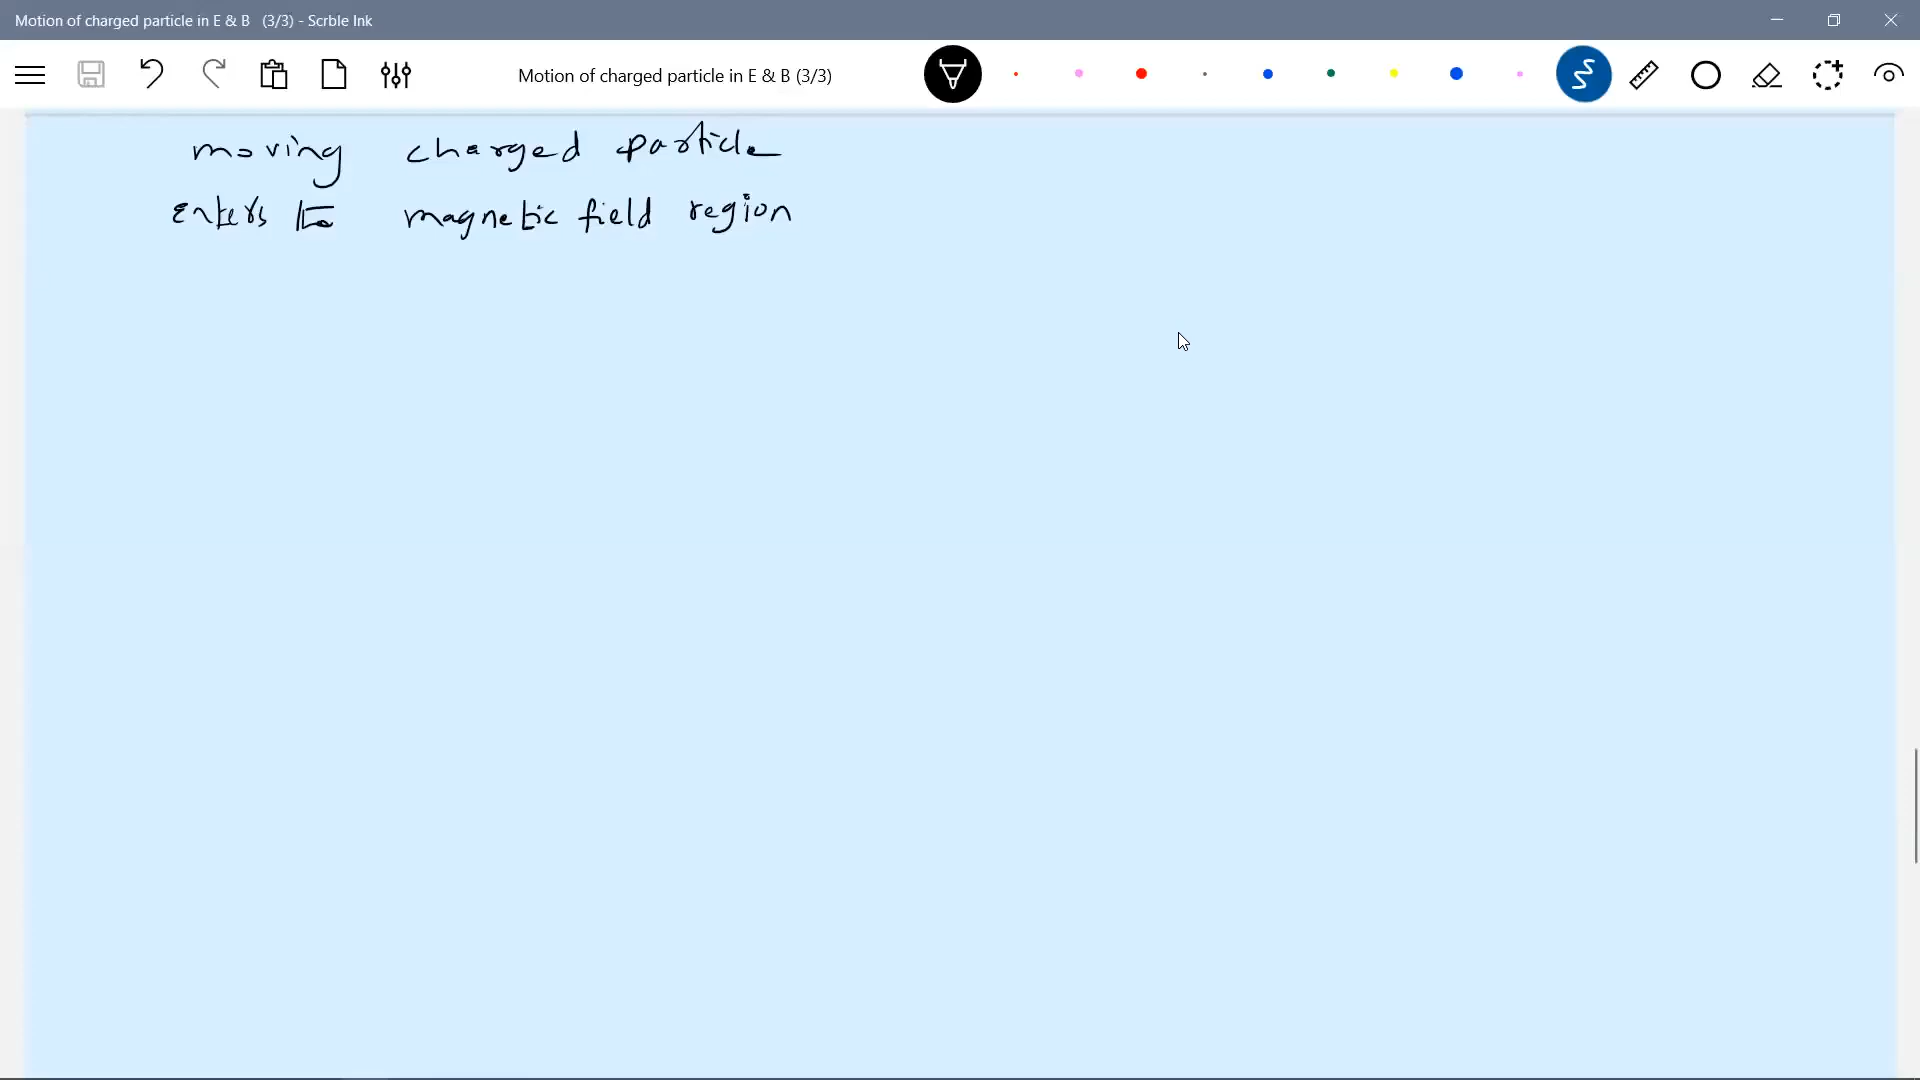 Motion of charged particle in E & B (3/3) - Scrble Ink
Motion of charged particle in E & B (3/3)
moving charged particle
enters magnetic field region